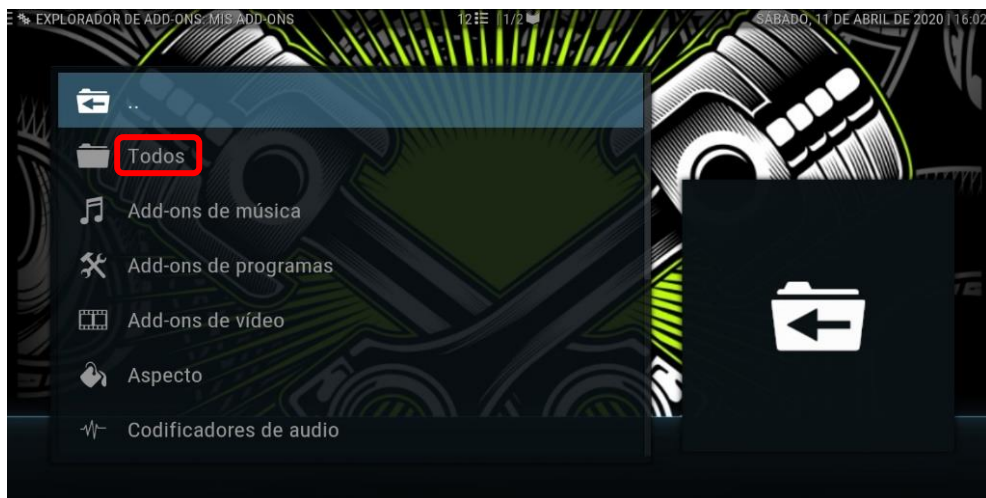 EXPLORADOR DE ADD-ONS: MIS ADD-ONS
12 | 1/2
SÁBADO, 11 DE ABRIL DE 2020 | 16:02
..
Todos
Add-ons de música
Add-ons de programas
Add-ons de vídeo
Aspecto
Codificadores de audio